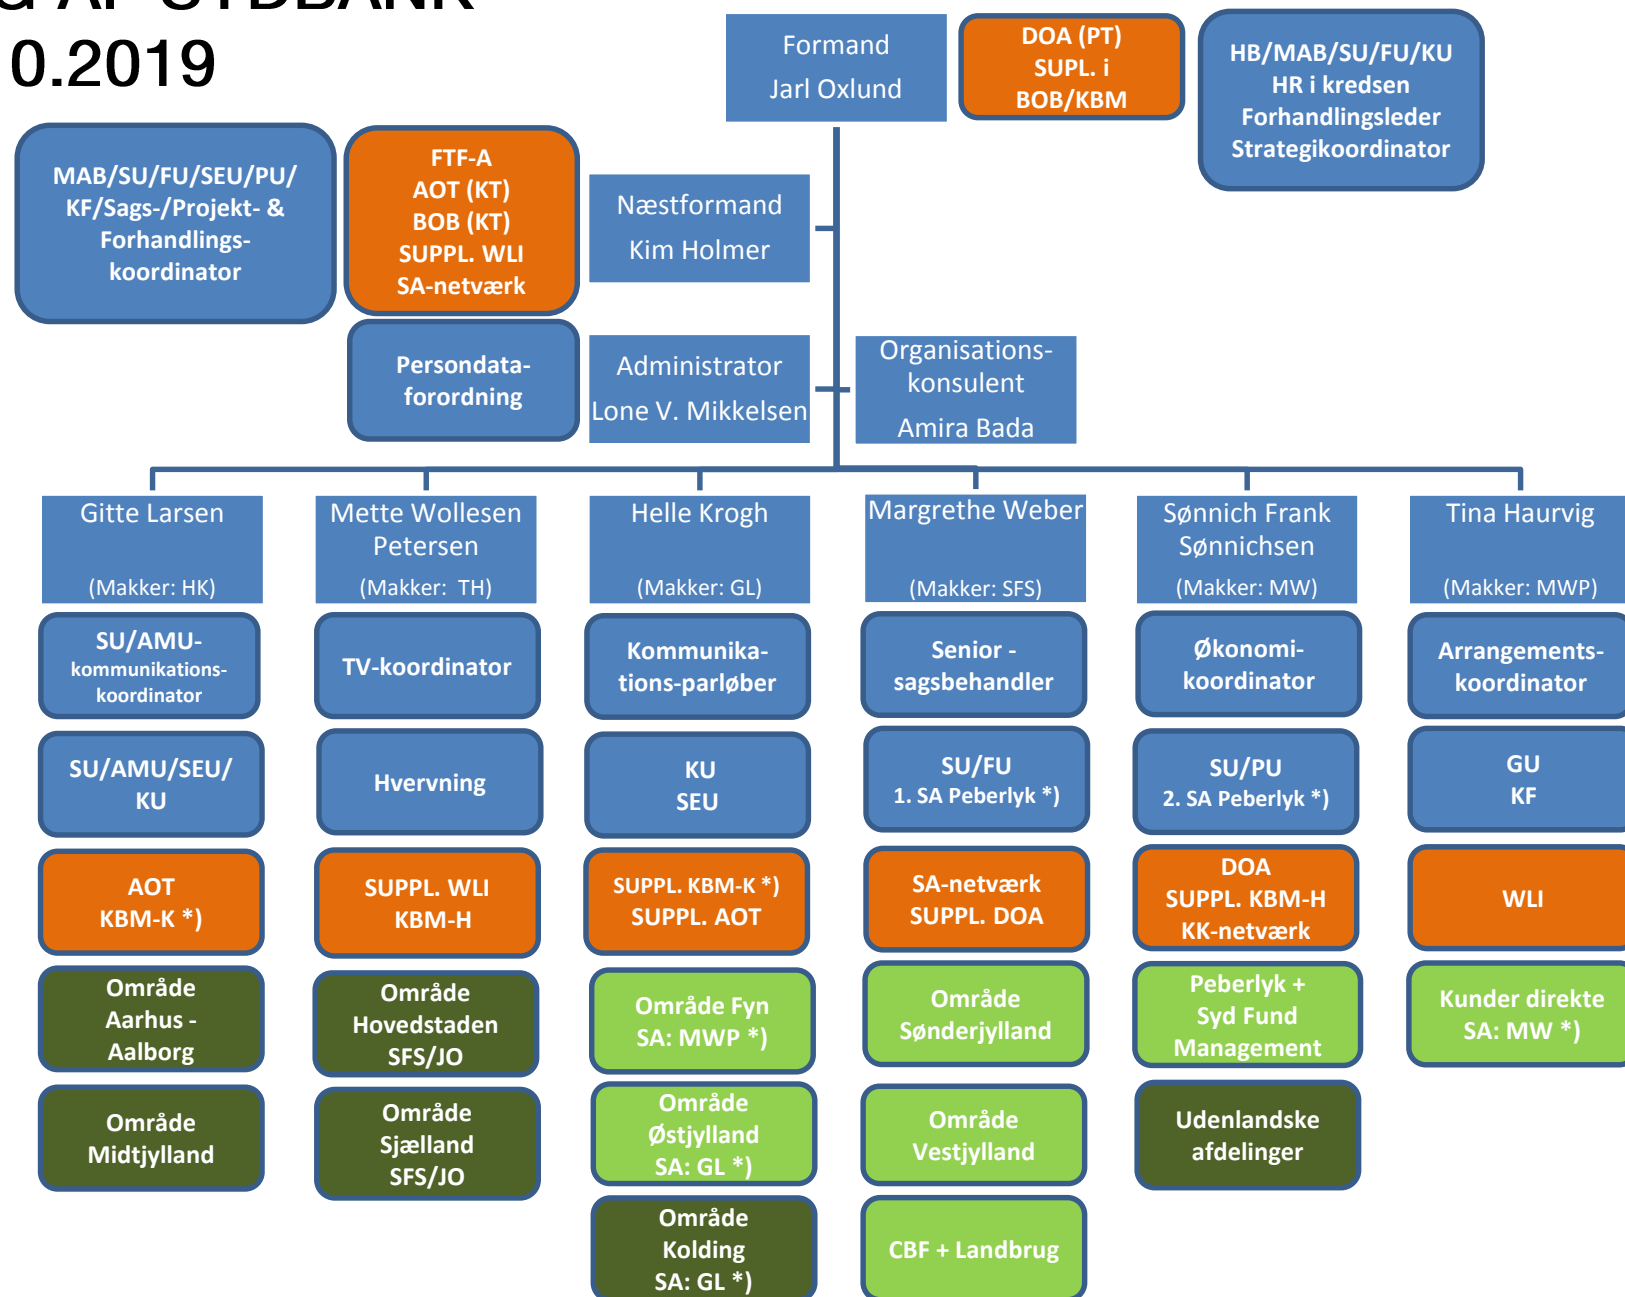 G AF SYDBANK
0.2019
Formand
Jarl Oxlund
DOA (PT)
SUPL. i
BOB/KBM
HB/MAB/SU/FU/KU
HR i kredsen
Forhandlingsleder
Strategikoordinator
MAB/SU/FU/SEU/PU/
KF/Sags-/Projekt- &
Forhandlings-
koordinator
FTF-A
AOT (KT)
BOB (KT)
SUPPL. WLI
SA-netværk
Næstformand
Kim Holmer
Persondata-
forordning
Administrator
Lone V. Mikkelsen
Organisations-
konsulent
Amira Bada
Gitte Larsen
(Makker: HK)
Mette Wollesen
Petersen
(Makker:  TH)
Helle Krogh
(Makker: GL)
Margrethe Weber
(Makker: SFS)
Sønnich Frank
Sønnichsen
(Makker: MW)
Tina Haurvig
(Makker: MWP)
SU/AMU-
kommunikations-
koordinator
TV-koordinator
Kommunika-
tions-parløber
Senior -
sagsbehandler
Økonomi-
koordinator
Arrangements-
koordinator
SU/AMU/SEU/
KU
Hvervning
KU
SEU
SU/FU
1. SA Peberlyk *)
SU/PU
2. SA Peberlyk *)
GU
KF
AOT
KBM-K *)
SUPPL. WLI
KBM-H
SUPPL. KBM-K *)
SUPPL. AOT
SA-netværk
SUPPL. DOA
DOA
SUPPL. KBM-H
KK-netværk
WLI
Område
Aarhus -
Aalborg
Område
Hovedstaden
SFS/JO
Område Fyn
SA: MWP *)
Område
Sønderjylland
Peberlyk +
Syd Fund
Management
Kunder direkte
SA: MW *)
Område
Midtjylland
Område
Sjælland
SFS/JO
Område
Østjylland
SA: GL *)
Område
Vestjylland
Udenlandske
afdelinger
Område
Kolding
SA: GL *)
CBF + Landbrug